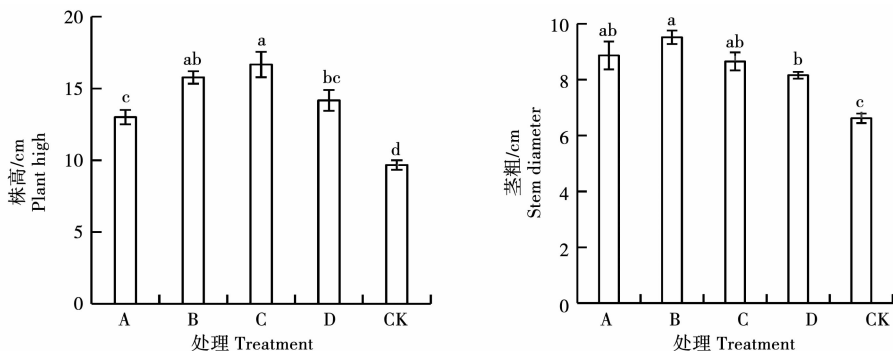 株高/cm
Plant high
20
15
10
5
0
c
ab
a
bc
d
A
B
C
D
CK
处理 Treatment
茎粗/cm
Stem diameter
10
8
6
4
2
0
ab
a
ab
b
c
A
B
C
D
CK
处理 Treatment